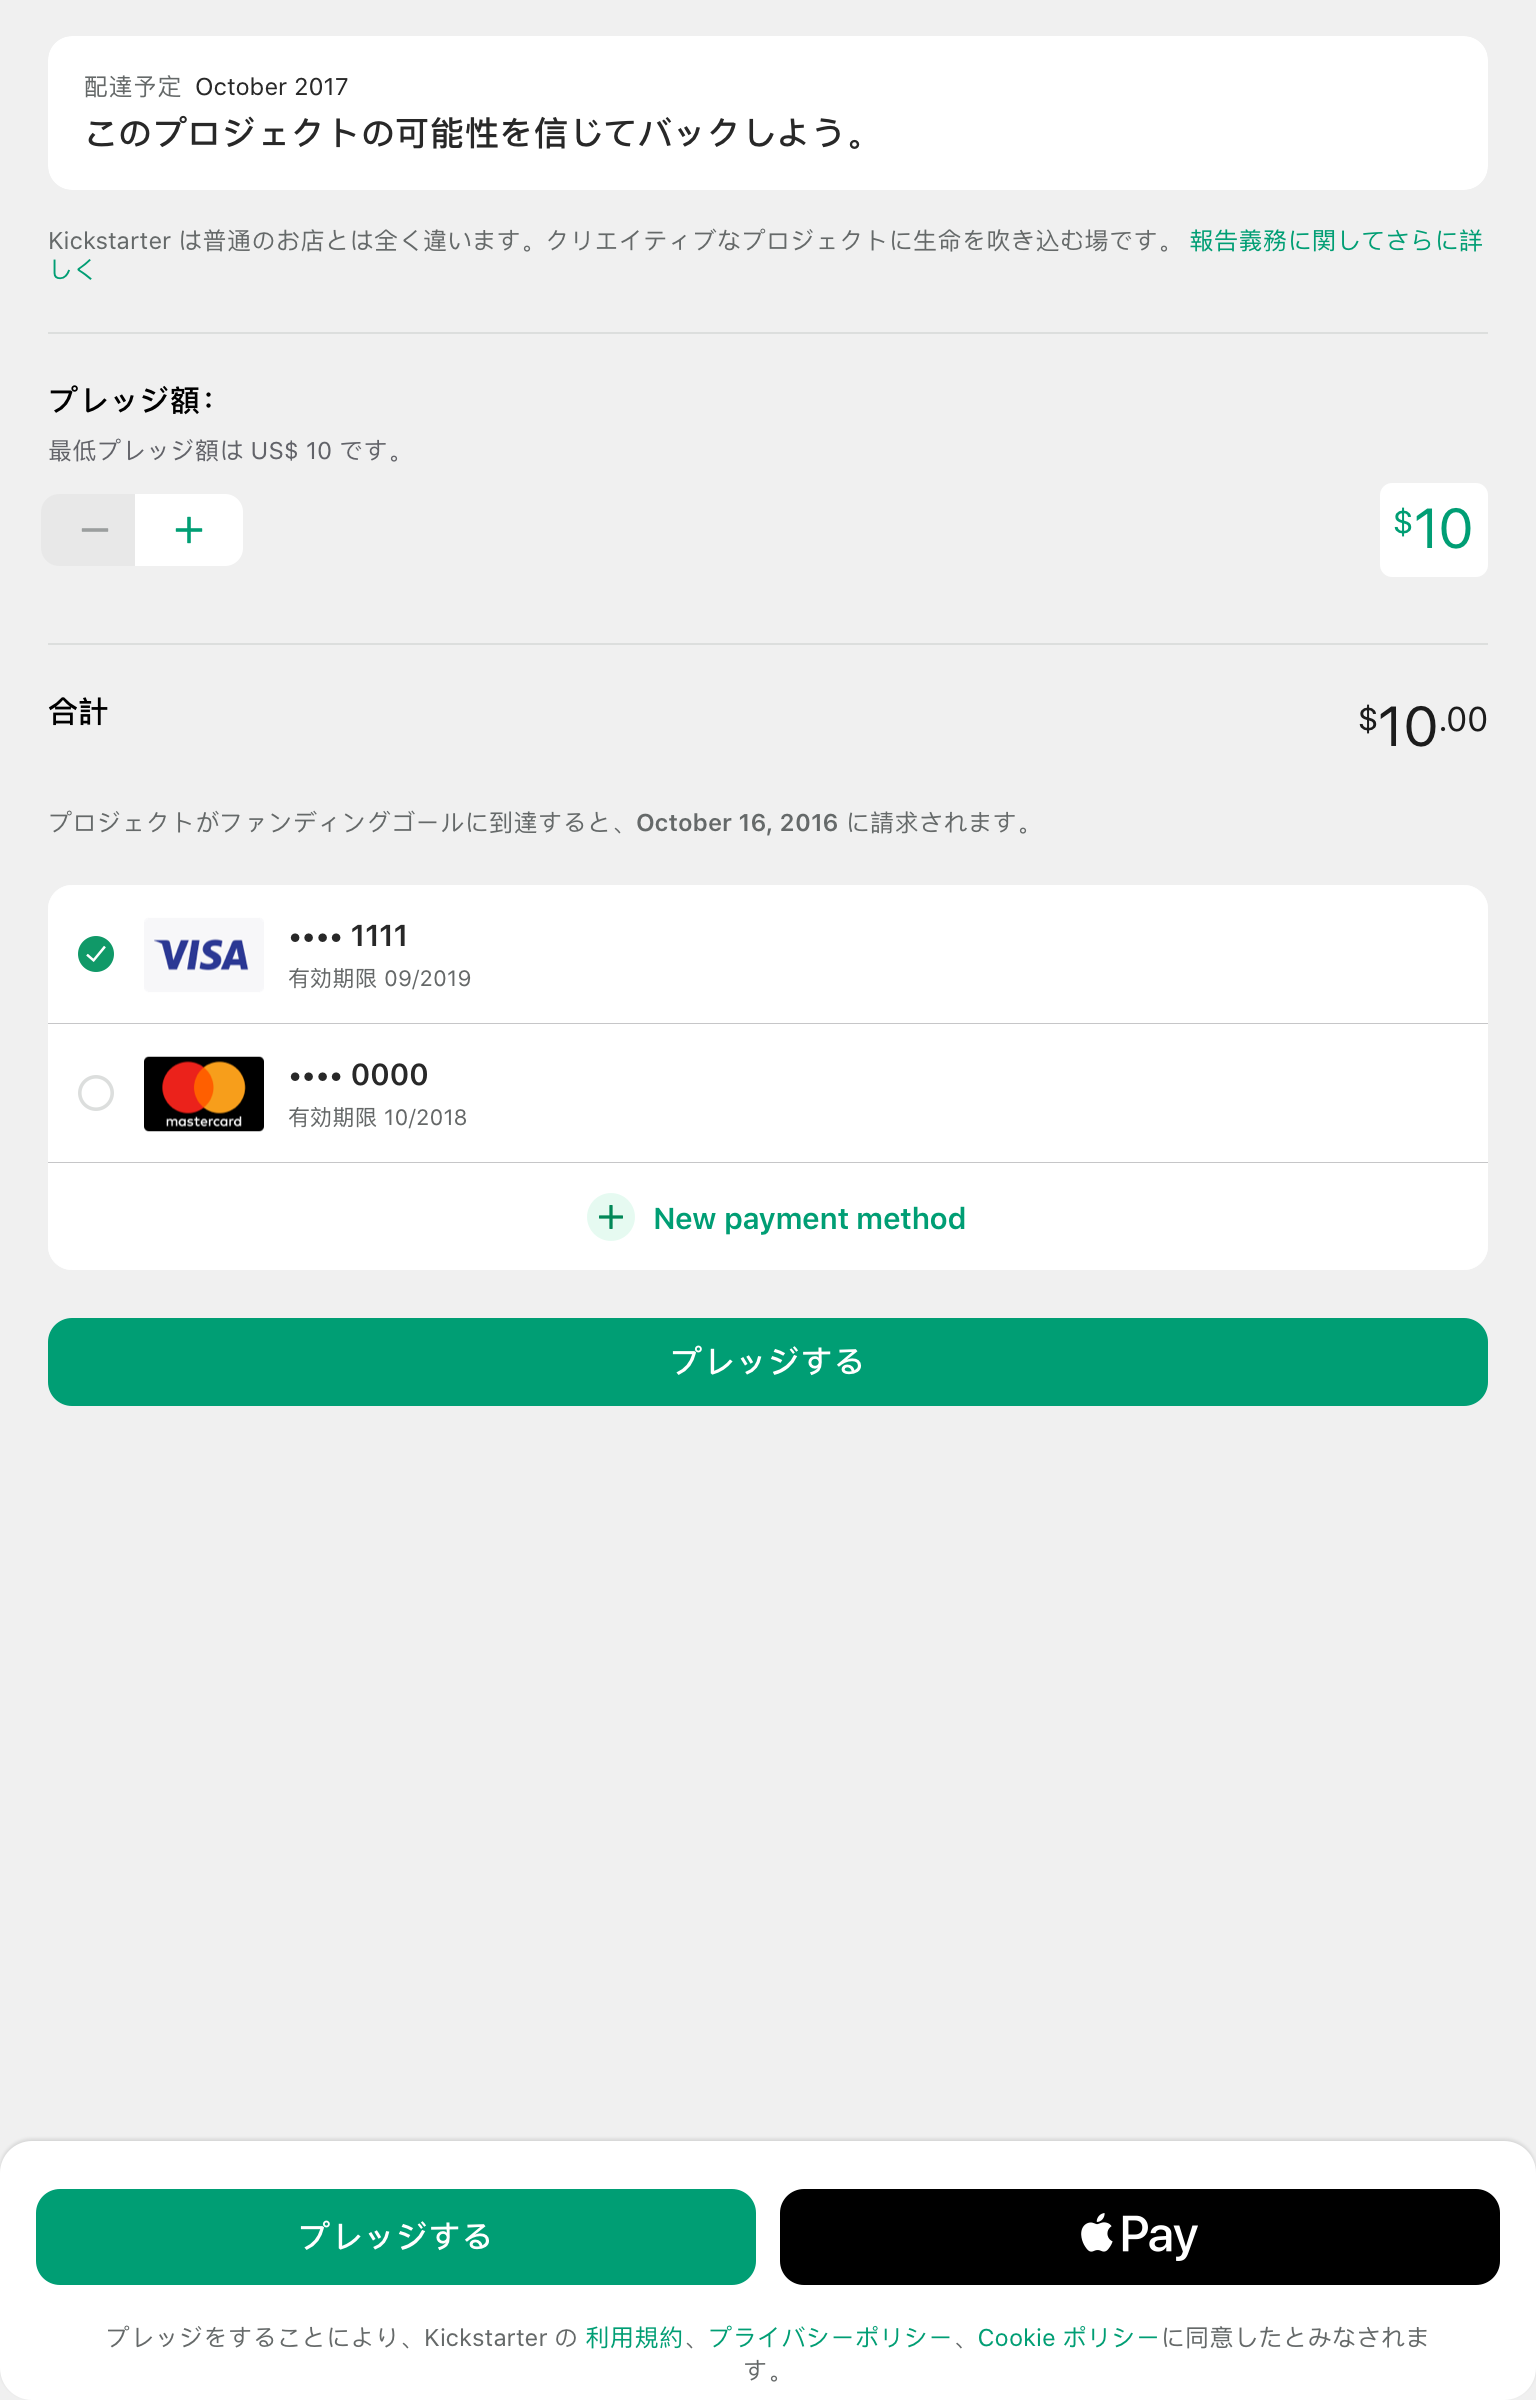 配達予定 October 2017
このプロジェクトの可能性を信じてバックしよう。
Kickstarter は普通のお店とは全く違います。クリエイティブなプロジェクトに生命を吹き込む場です。 報告義務に関してさらに詳
しく
プレッジ額：
最低プレッジ額は US$ 10 です。
− +
$10
合計
$10.00
プロジェクトがファンディングゴールに到達すると、October 16, 2016 に請求されます。
VISA
•••• 1111
有効期限 09/2019
mastercard
•••• 0000
有効期限 10/2018
+ New payment method
プレッジする
プレッジする
Pay
プレッジをすることにより、Kickstarter の 利用規約、プライバシーポリシー、Cookie ポリシーに同意したとみなされま
す。